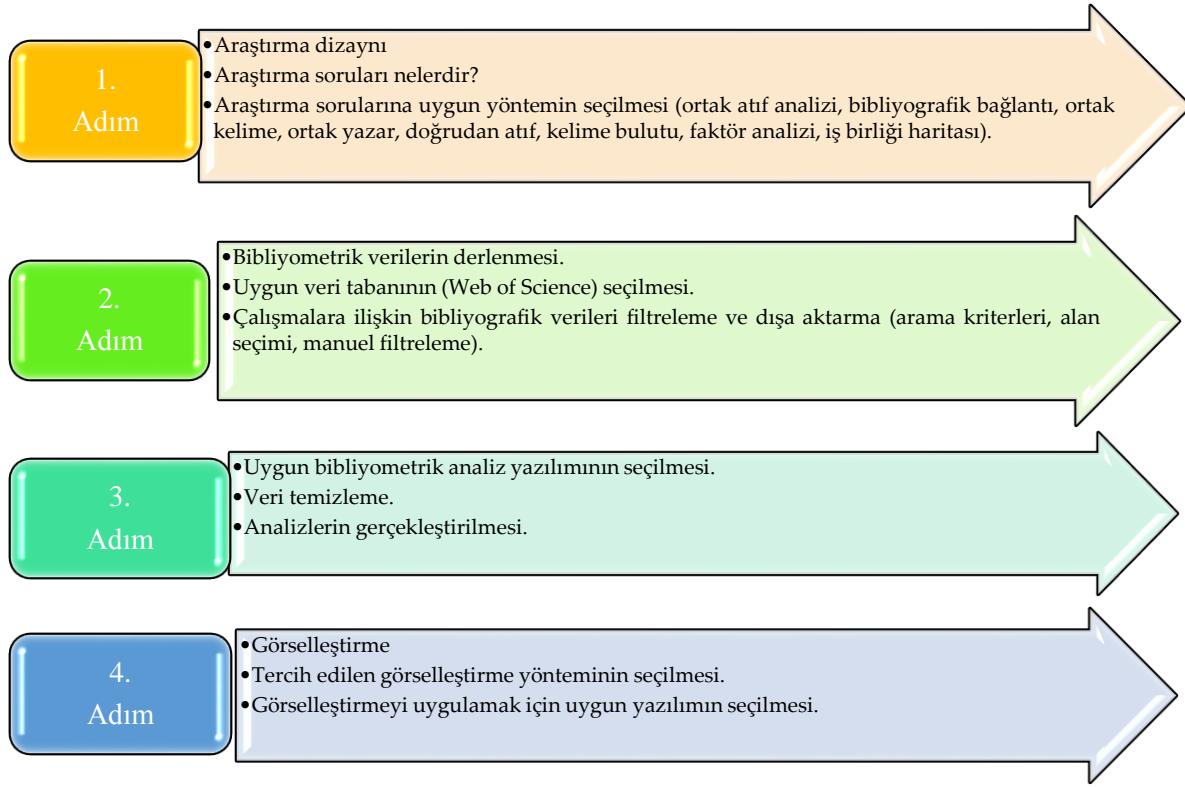 1.
Adım
•Araştırma dizaynı
•Araştırma soruları nelerdir?
•Araştırma sorularına uygun yöntemin seçilmesi (ortak atıf analizi, bibliyografik bağlantı, ortak
kelime, ortak yazar, doğrudan atıf, kelime bulutu, faktör analizi, iş birliği haritası).
2.
Adım
•Bibliyometrik verilerin derlenmesi.
•Uygun veri tabanının (Web of Science) seçilmesi.
•Çalışmalara ilişkin bibliyografik verileri filtreleme ve dışa aktarma (arama kriterleri, alan
seçimi, manuel filtreleme).
3.
Adım
•Uygun bibliyometrik analiz yazılımının seçilmesi.
•Veri temizleme.
•Analizlerin gerçekleştirilmesi.
4.
Adım
•Görselleştirme
•Tercih edilen görselleştirme yönteminin seçilmesi.
•Görselleştirmeyi uygulamak için uygun yazılımın seçilmesi.